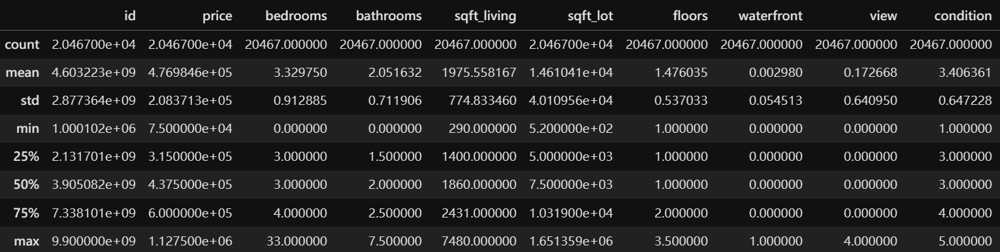 id price bedrooms bathrooms sqft_living sqft_lot floors waterfront view condition
count 2.046700e+04 2.046700e+04 20467.000000 20467.000000 20467.000000 2.046700e+04 20467.000000 20467.000000 20467.000000 20467.000000
mean 4.603223e+09 4.769846e+05 3.329750 2.051632 1975.558167 1.461041e+04 1.476035 0.002980 0.172668 3.406361
std 2.877364e+09 2.083713e+05 0.912885 0.711906 774.833460 4.010956e+04 0.537033 0.054513 0.640950 0.647228
min 1.000102e+06 7.500000e+04 0.000000 0.000000 290.000000 5.200000e+02 1.000000 0.000000 0.000000 1.000000
25% 2.131701e+09 3.150000e+05 3.000000 1.500000 1400.000000 5.000000e+03 1.000000 0.000000 0.000000 3.000000
50% 3.905082e+09 4.375000e+05 3.000000 2.000000 1860.000000 7.500000e+03 1.000000 0.000000 0.000000 3.000000
75% 7.338101e+09 6.000000e+05 4.000000 2.500000 2431.000000 1.031900e+04 2.000000 0.000000 0.000000 4.000000
max 9.900000e+09 1.127500e+06 33.000000 7.500000 7480.000000 1.651359e+06 3.500000 1.000000 4.000000 5.000000